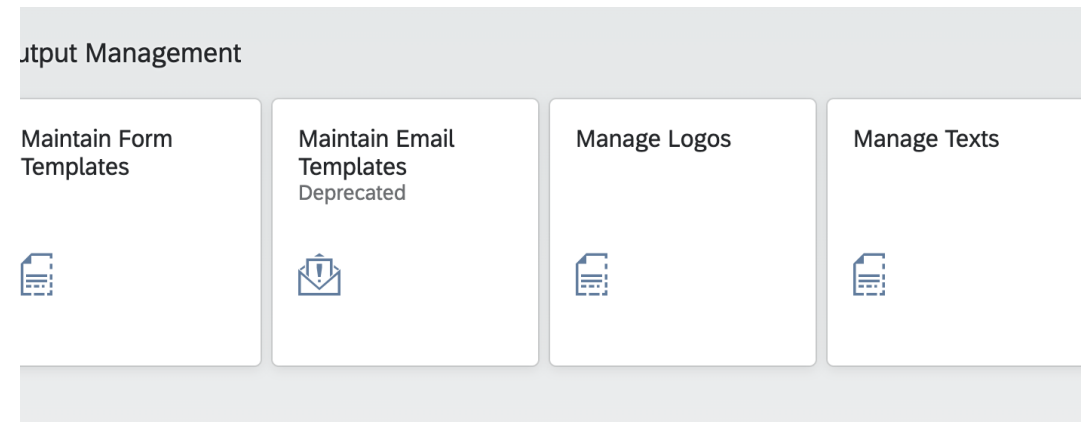 utput Management
Maintain Form
Templates
Maintain Email
Templates
Deprecated
Manage Logos
Manage Texts